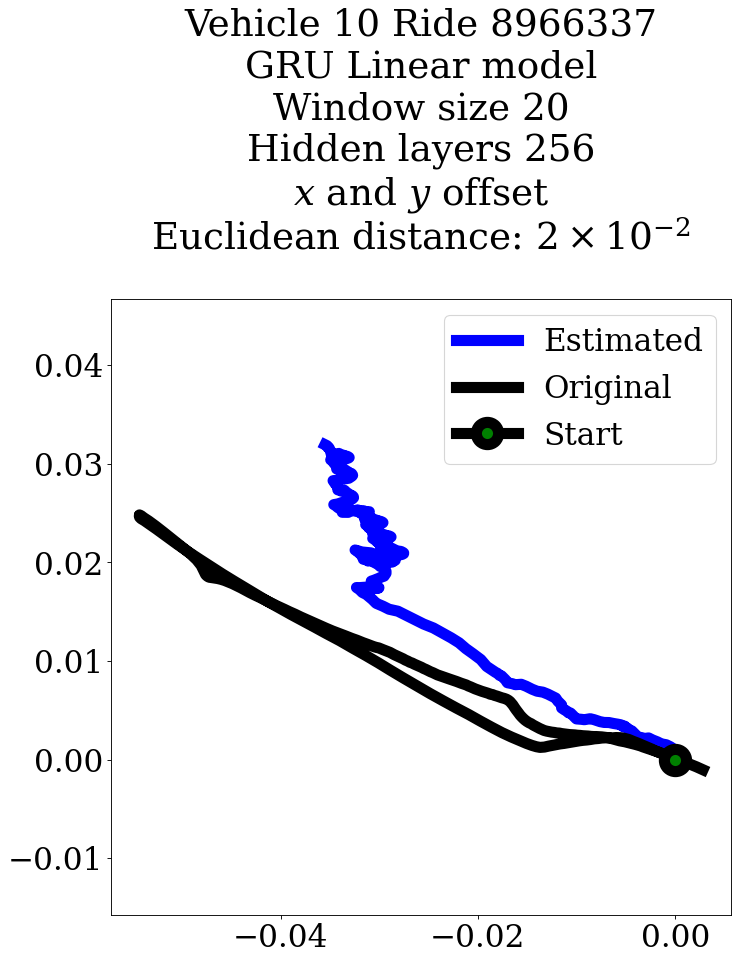 Vehicle 10 Ride 8966337
GRU Linear model
Window size 20
Hidden layers 256
x and y offset
Euclidean distance: 2 × 10⁻²
Estimated
Original
Start
0.04
0.03
0.02
0.01
0.00
−0.01
−0.04
−0.02
0.00